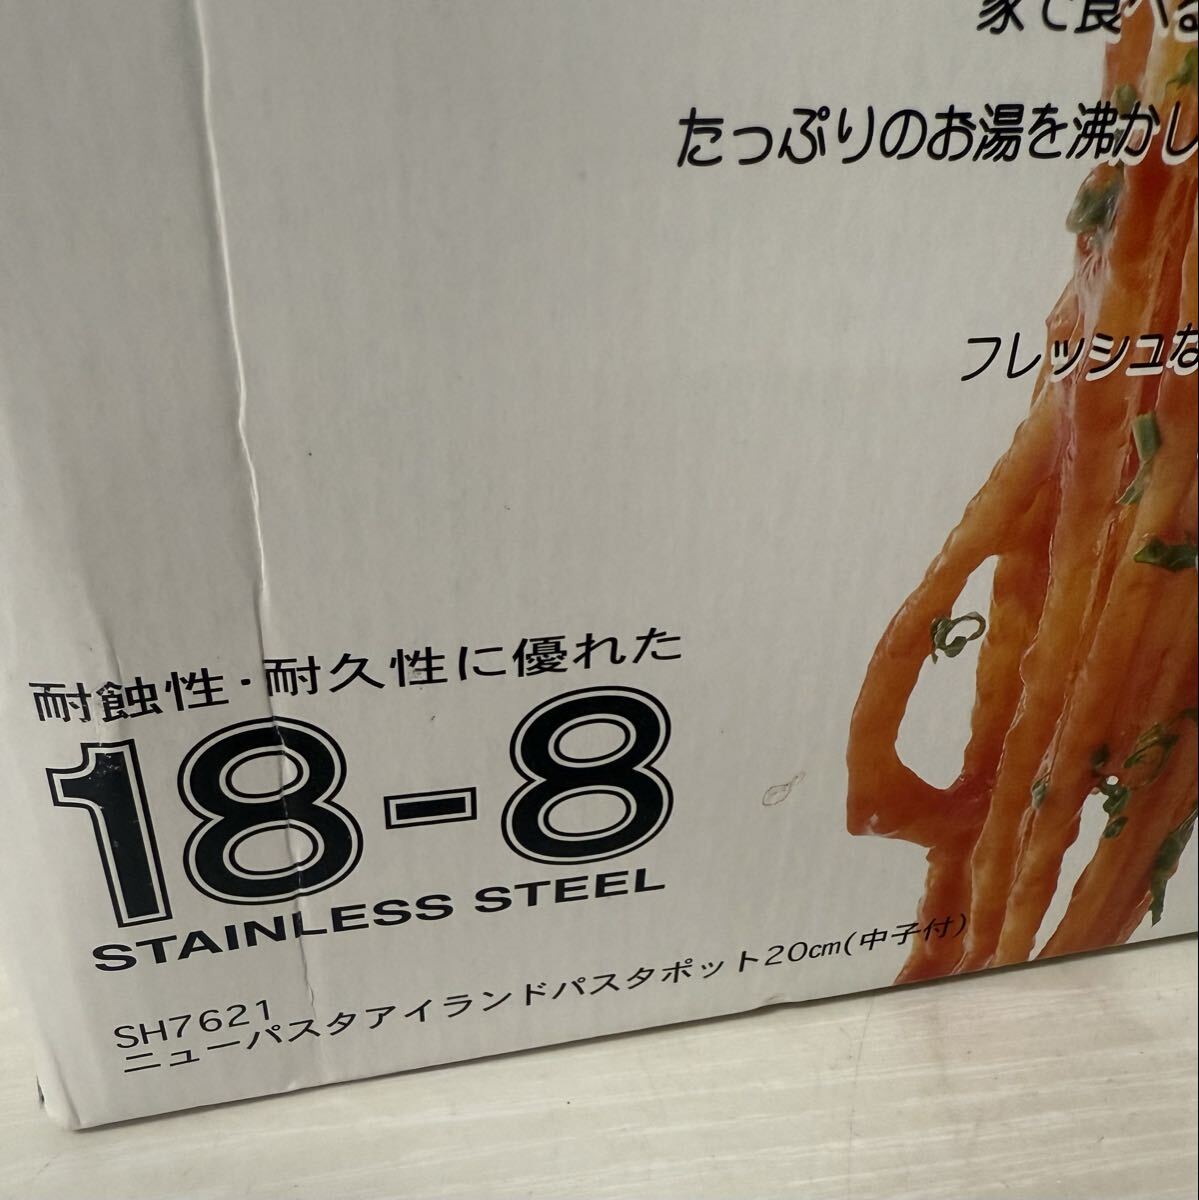 家で食べる
たっぷりのお湯を沸かし
フレッシュな
耐蝕性・耐久性に優れた
18-8
STAINLESS STEEL
SH7621
ニューパスタアイランドパスタポット20cm(中子付)